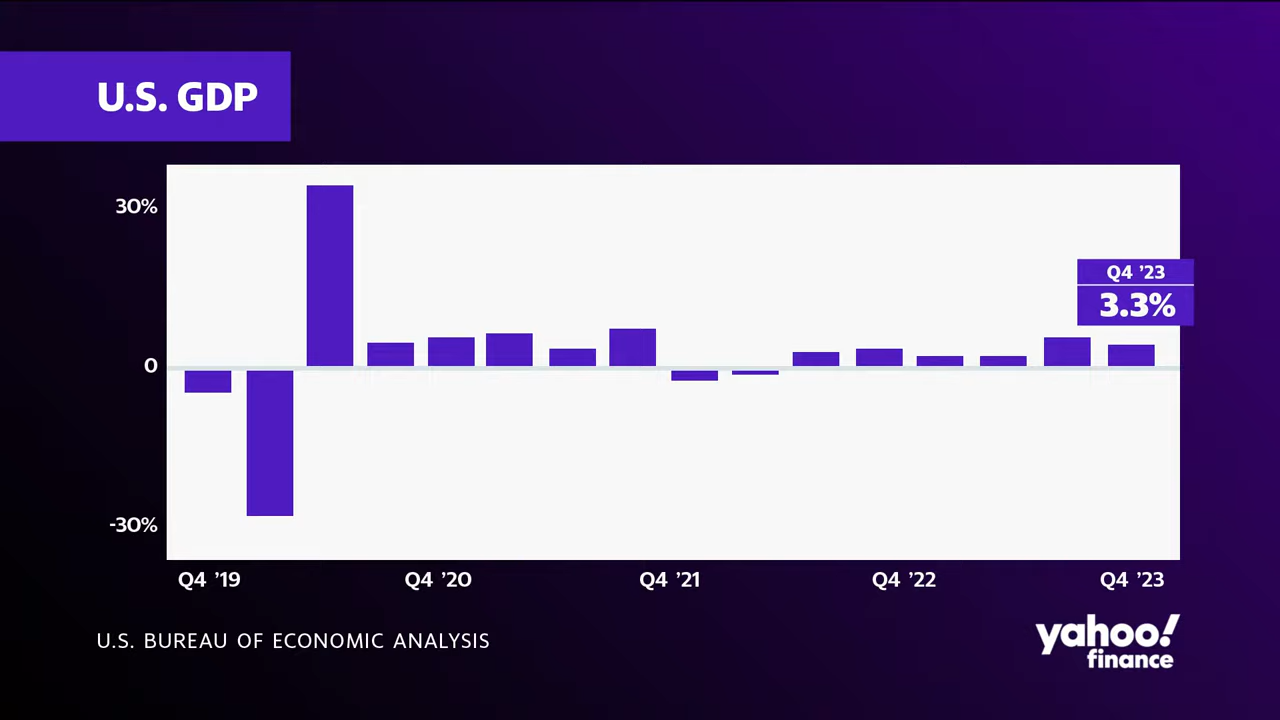 U.S. GDP
30%
Q4 ’23
3.3%
0
-30%
Q4 ’19
Q4 ’20
Q4 ’21
Q4 ’22
Q4 ’23
U.S. BUREAU OF ECONOMIC ANALYSIS
yahoo!
finance